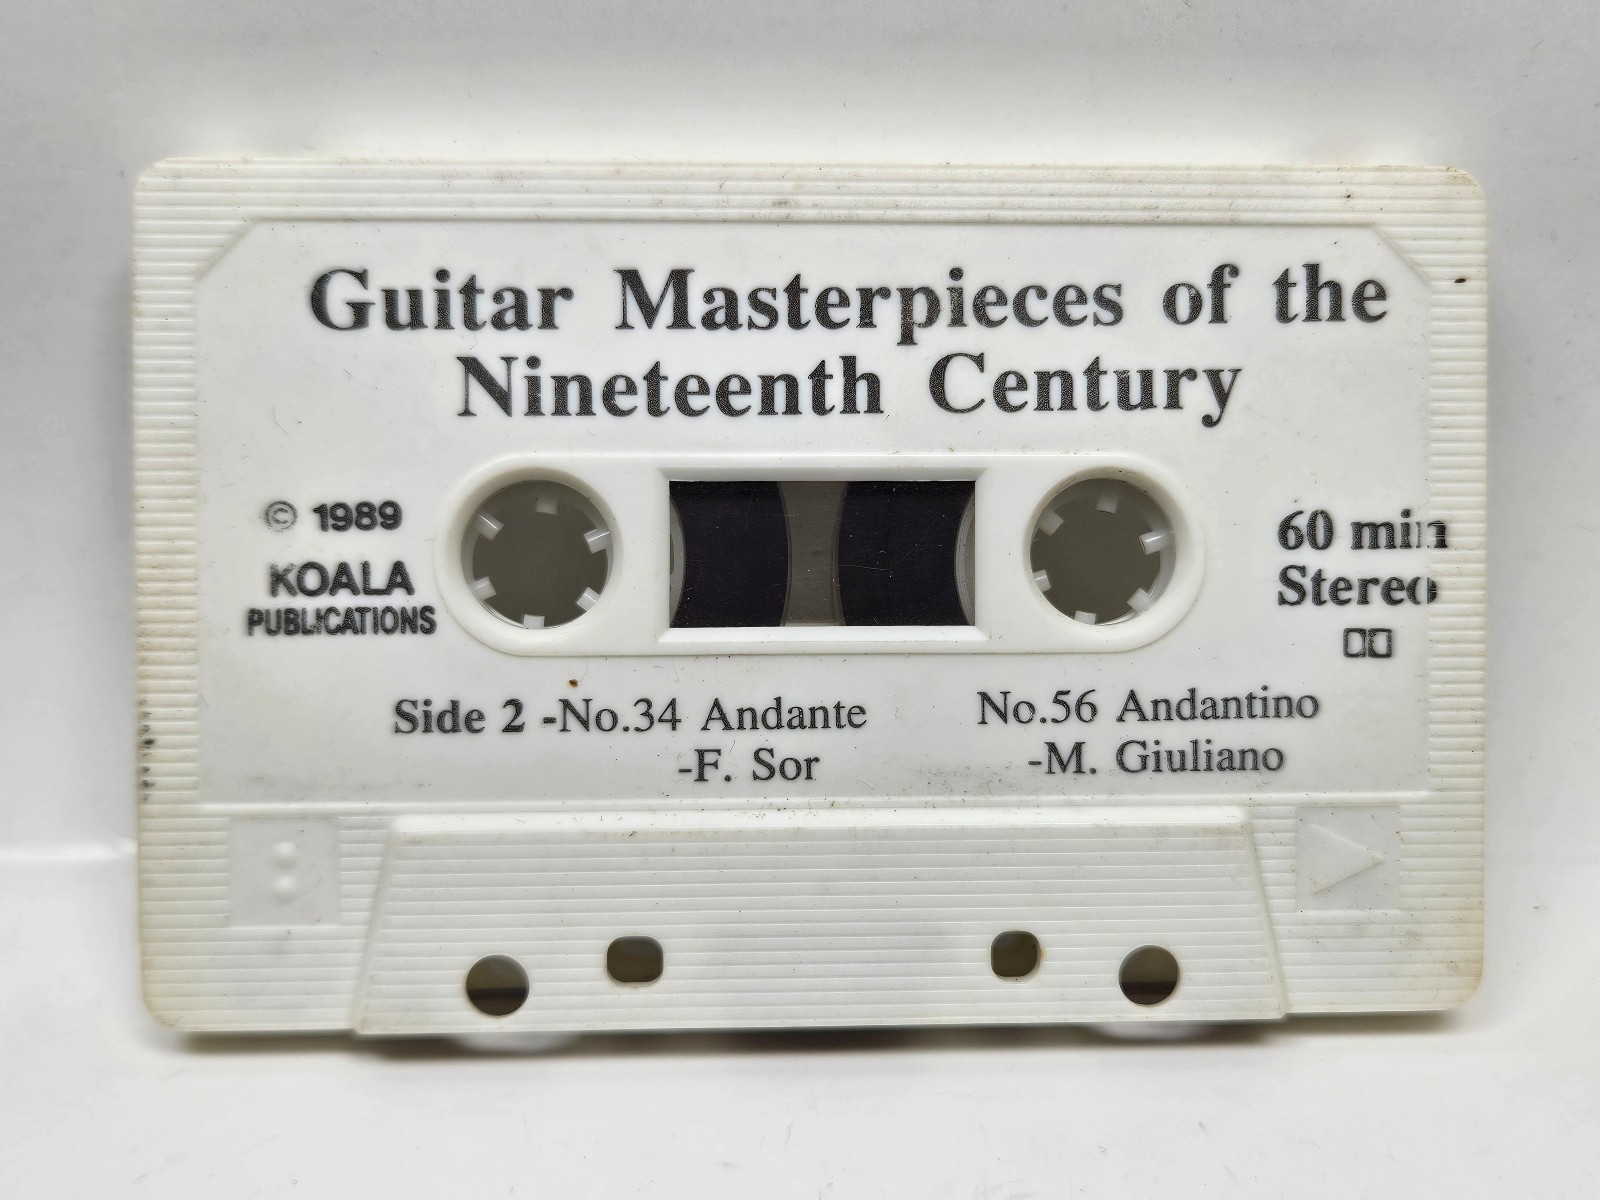 Guitar Masterpieces of the
Nineteenth Century
© 1989
KOALA
PUBLICATIONS
60 min
Stereo
Side 2 -No.34 Andante
-F. Sor
No.56 Andantino
-M. Giuliano